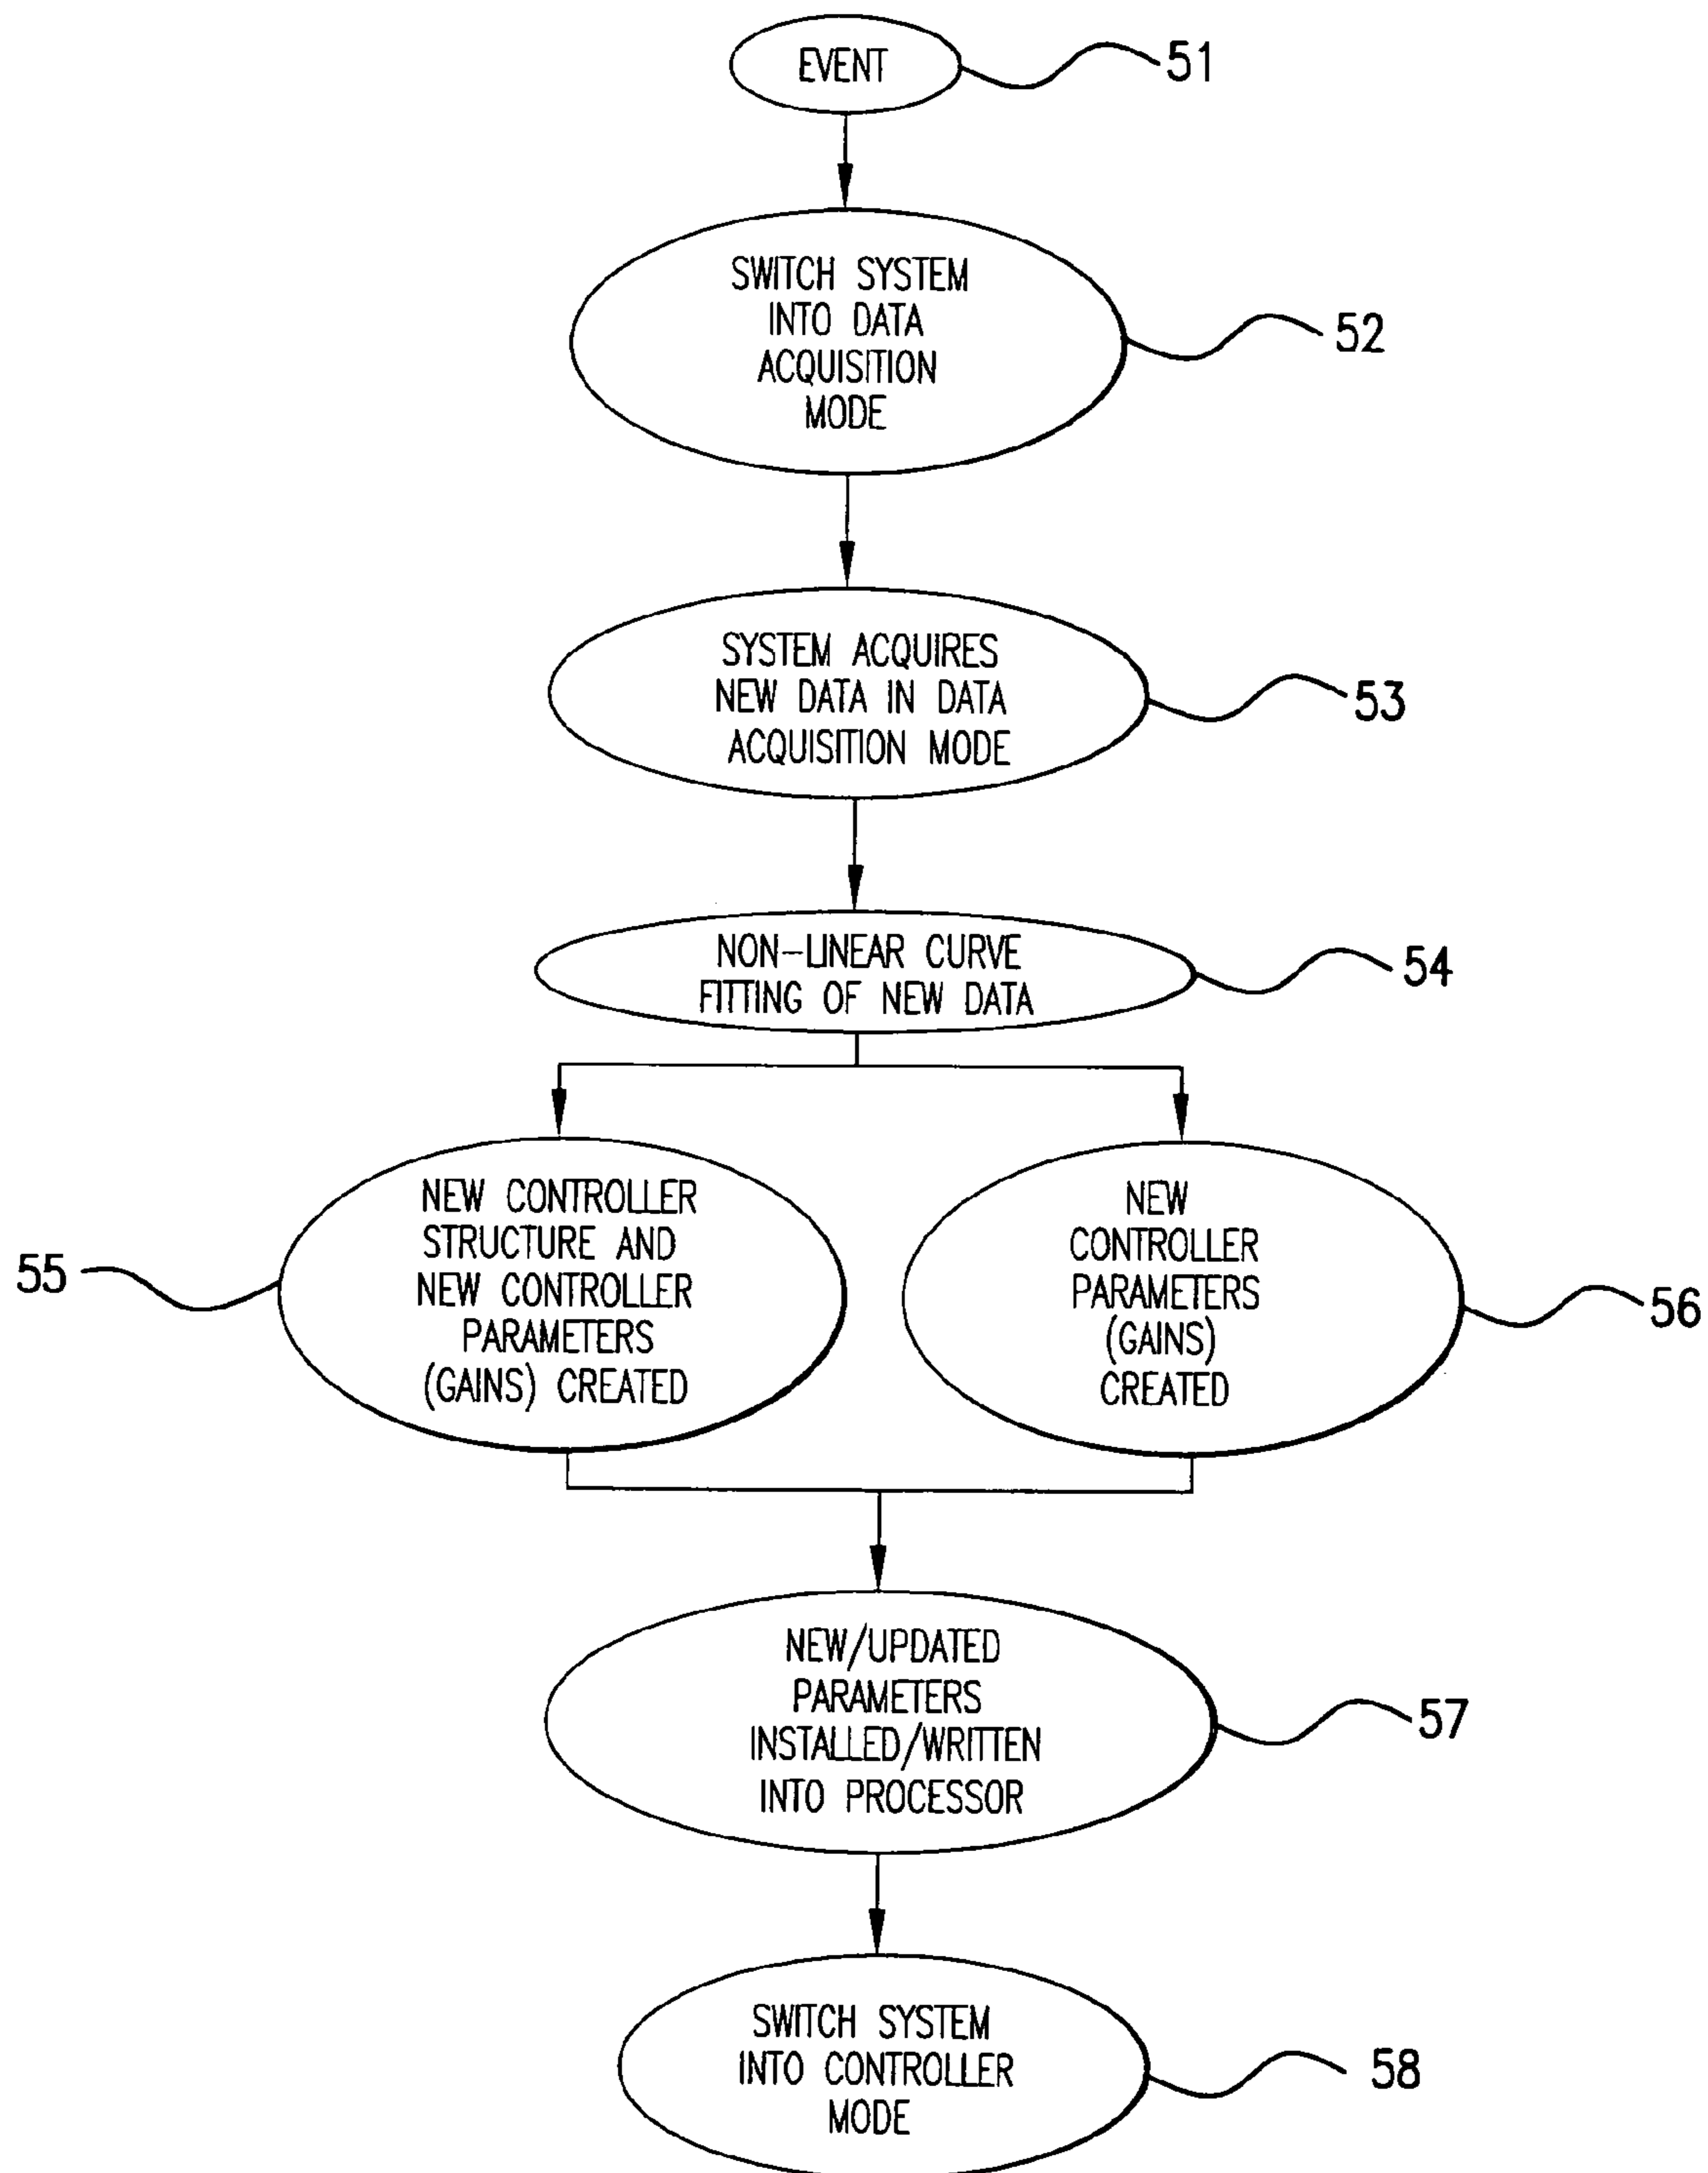 EVENT
51
SWITCH SYSTEM
INTO DATA
ACQUISITION
MODE
52
SYSTEM ACQUIRES
NEW DATA IN DATA
ACQUISITION MODE
53
NON-LINEAR CURVE
FITTING OF NEW DATA
54
55
NEW CONTROLLER
STRUCTURE AND
NEW CONTROLLER
PARAMETERS
(GAINS) CREATED
NEW
CONTROLLER
PARAMETERS
(GAINS)
CREATED
56
NEW/UPDATED
PARAMETERS
INSTALLED/WRITTEN
INTO PROCESSOR
57
SWITCH SYSTEM
INTO CONTROLLER
MODE
58